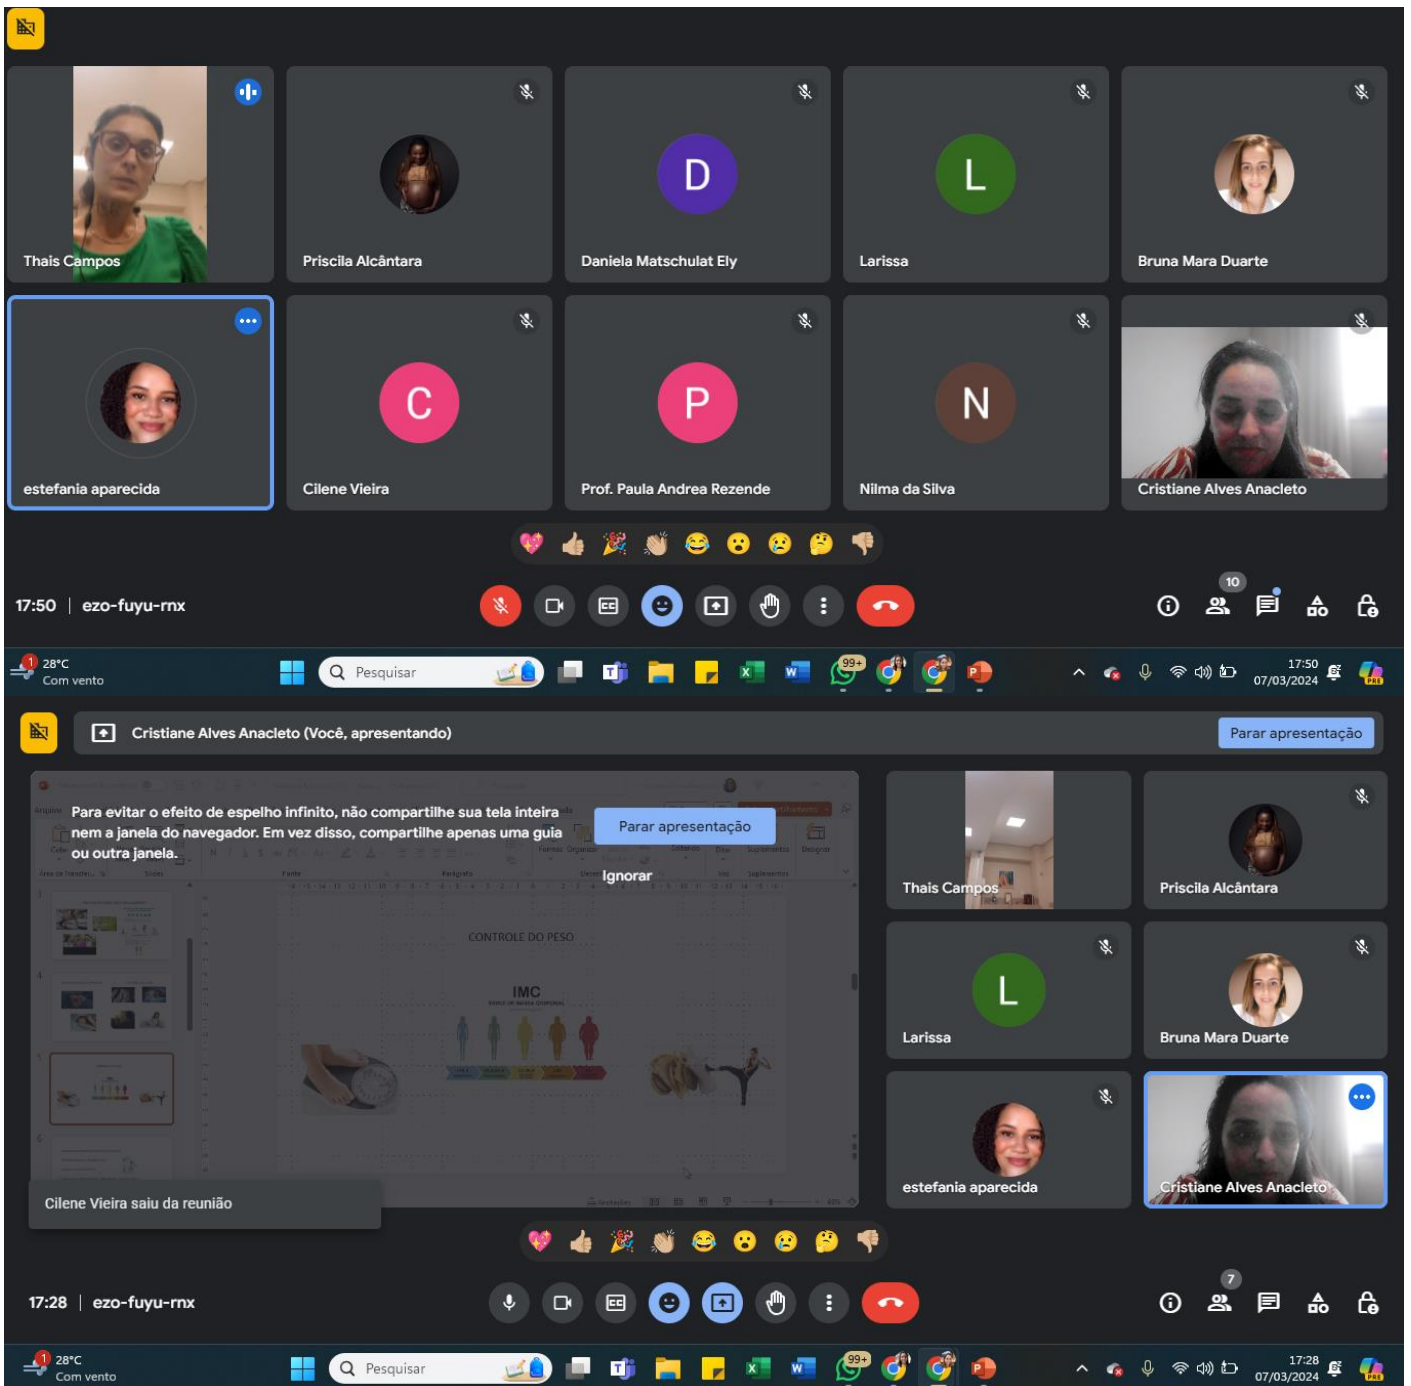 Thais Campos
Priscila Alcântara
D
Daniela Matschulat Ely
L
Larissa
Bruna Mara Duarte
estefania aparecida
C
Cilene Vieira
P
Prof. Paula Andrea Rezende
N
Nilma da Silva
Cristiane Alves Anacleto
17:50 | ezo-fuyu-rnx
10
1
28°C
Com vento
Pesquisar
99+
17:50
07/03/2024
PRE
Cristiane Alves Anacleto (Você, apresentando)
Parar apresentação
Para evitar o efeito de espelho infinito, não compartilhe sua tela inteira
nem a janela do navegador. Em vez disso, compartilhe apenas uma guia
ou outra janela.
Parar apresentação
Ignorar
CONTROLE DO PESO
IMC
Thais Campos
Priscila Alcântara
L
Larissa
Bruna Mara Duarte
estefania aparecida
Cristiane Alves Anacleto
Cilene Vieira saiu da reunião
17:28 | ezo-fuyu-rnx
7
1
28°C
Com vento
Pesquisar
99+
17:28
07/03/2024
PRE